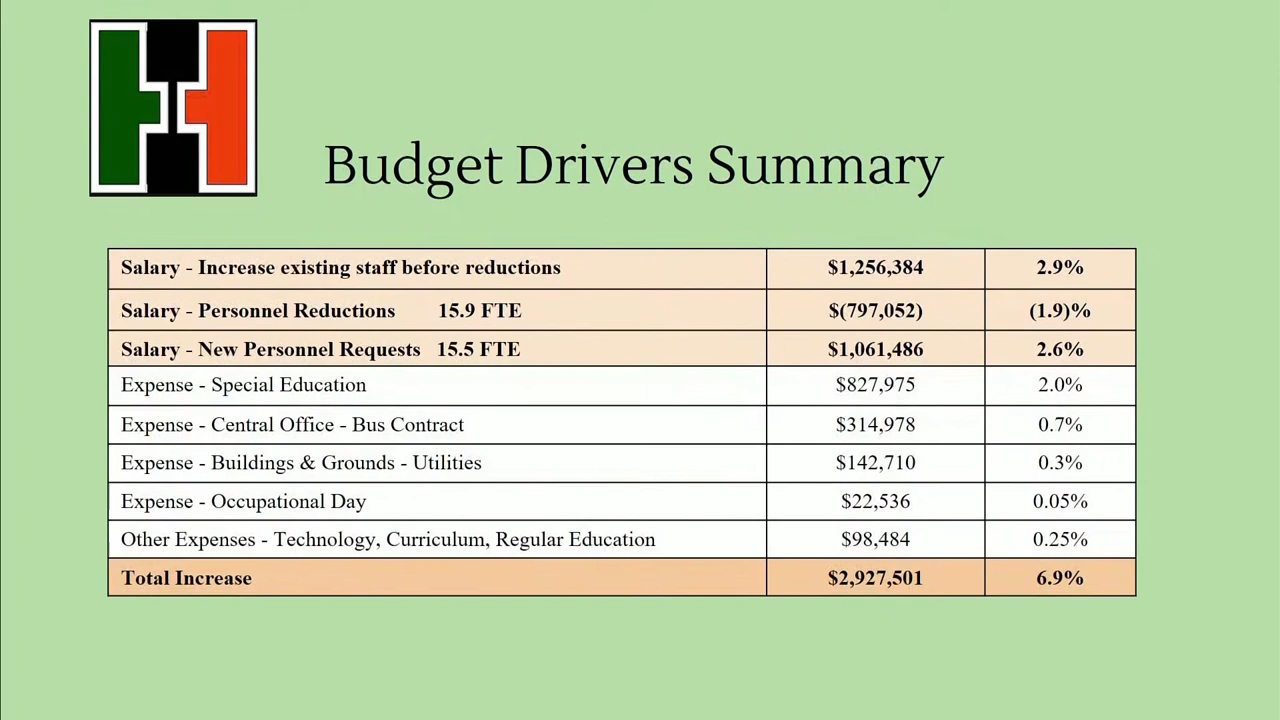 Budget Drivers Summary
Salary - Increase existing staff before reductions $1,256,384 2.9%
Salary - Personnel Reductions 15.9 FTE $(797,052) (1.9)%
Salary - New Personnel Requests 15.5 FTE $1,061,486 2.6%
Expense - Special Education $827,975 2.0%
Expense - Central Office - Bus Contract $314,978 0.7%
Expense - Buildings & Grounds - Utilities $142,710 0.3%
Expense - Occupational Day $22,536 0.05%
Other Expenses - Technology, Curriculum, Regular Education $98,484 0.25%
Total Increase $2,927,501 6.9%